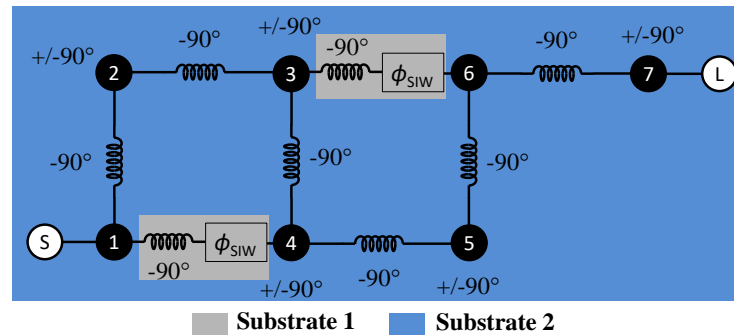 -90° +/-90° -90° -90° +/-90°
+/-90° 2 3 ϕSIW 6 7 L
-90° -90° -90°
S 1 ϕSIW 4 5
-90° -90°
+/-90° +/-90°
Substrate 1 Substrate 2